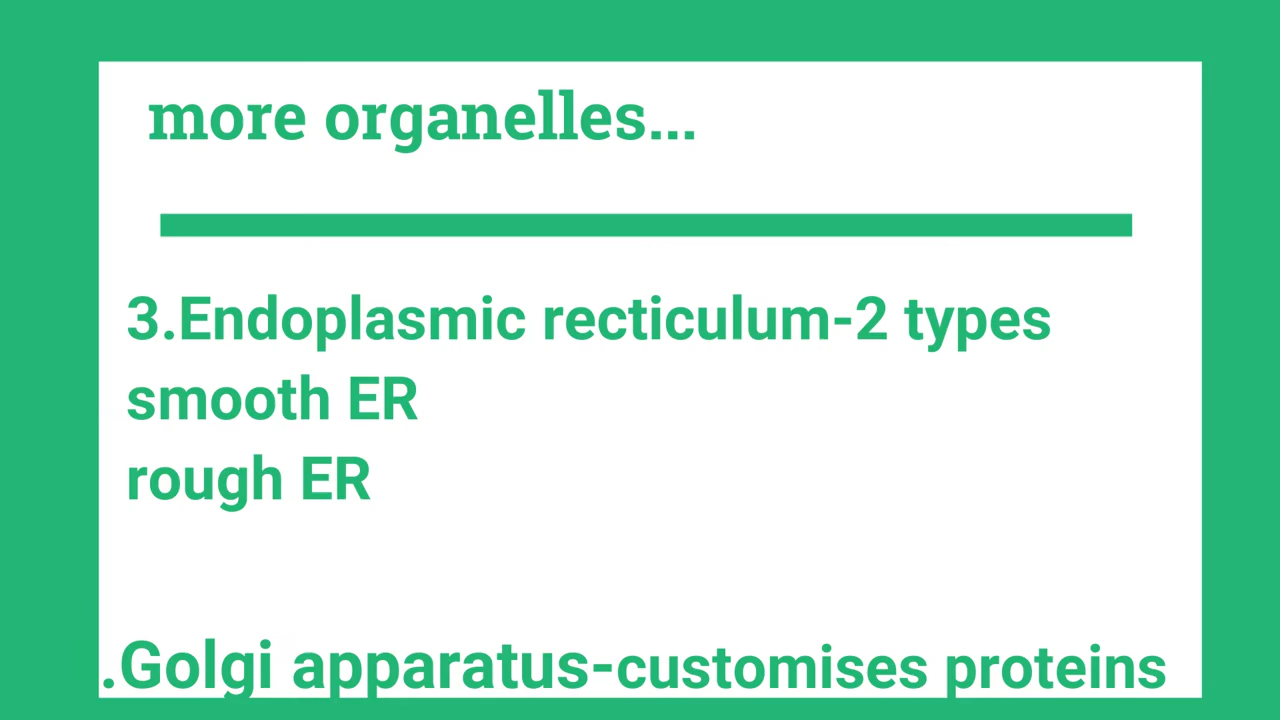 more organelles...
3.Endoplasmic recticulum-2 types
smooth ER
rough ER
.Golgi apparatus-customises proteins